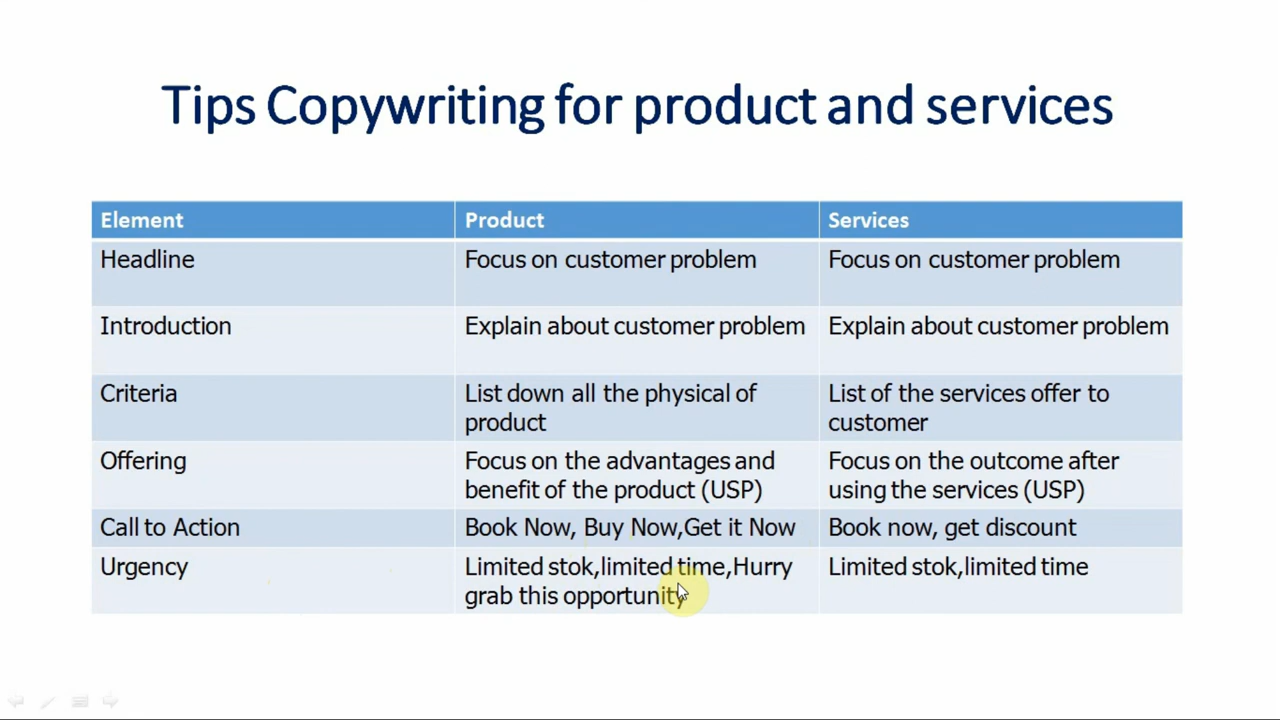 Tips Copywriting for product and services
Element Product Services
Headline Focus on customer problem Focus on customer problem
Introduction Explain about customer problem Explain about customer problem
Criteria List down all the physical of List of the services offer to
product customer
Offering Focus on the advantages and Focus on the outcome after
benefit of the product (USP) using the services (USP)
Call to Action Book Now, Buy Now,Get it Now Book now, get discount
Urgency Limited stok,limited time,Hurry Limited stok,limited time
grab this opportunity